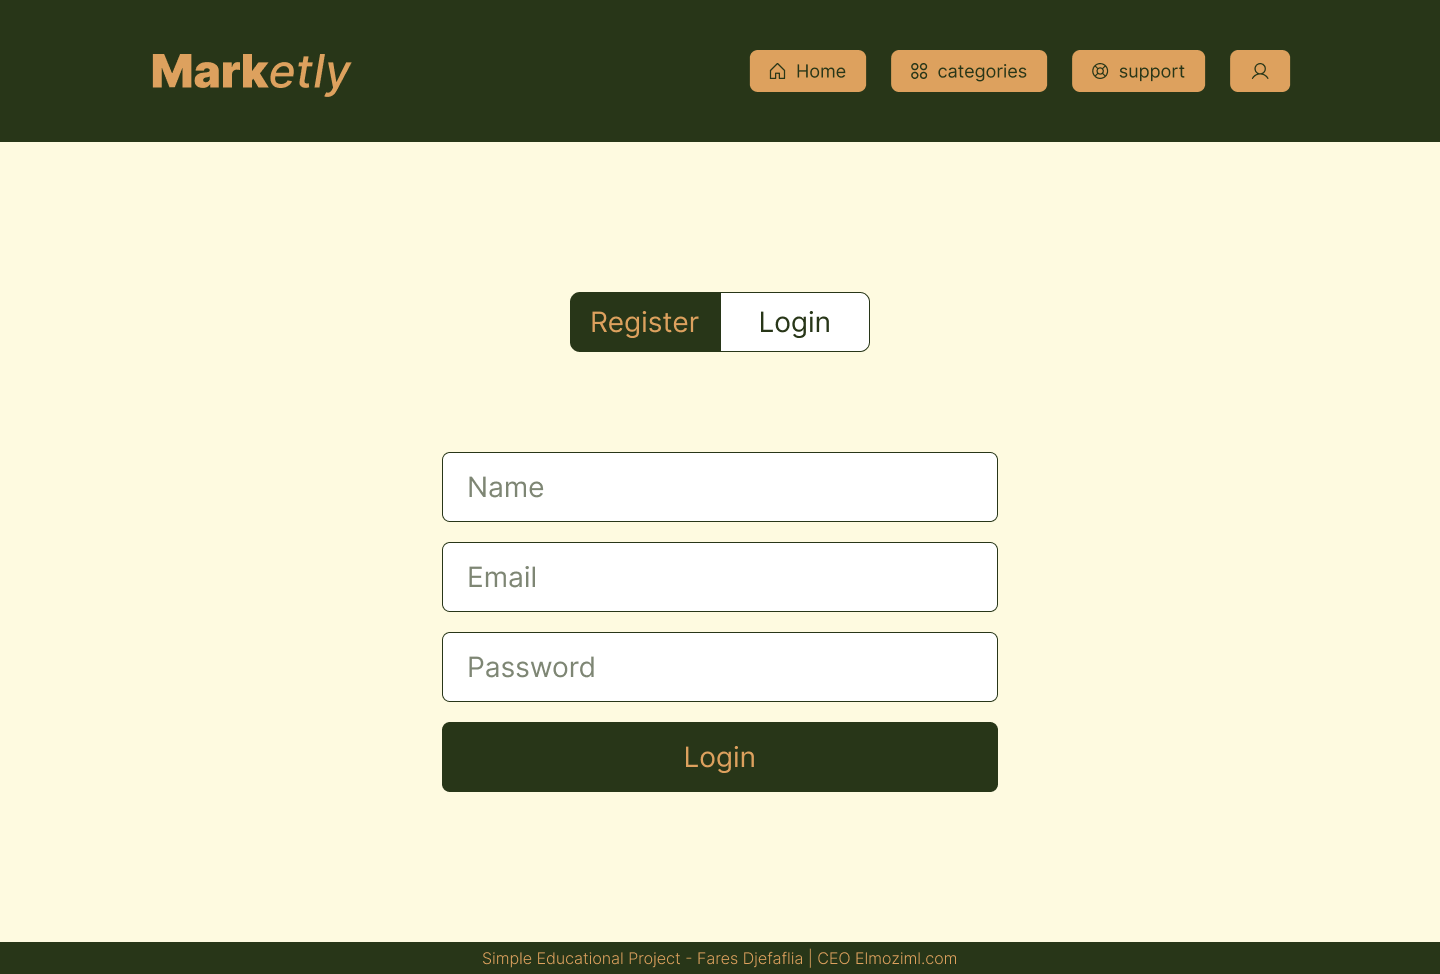 Marketly
Home
categories
support
Register
Login
Name
Email
Password
Login
Simple Educational Project - Fares Djefaflia | CEO Elmoziml.com